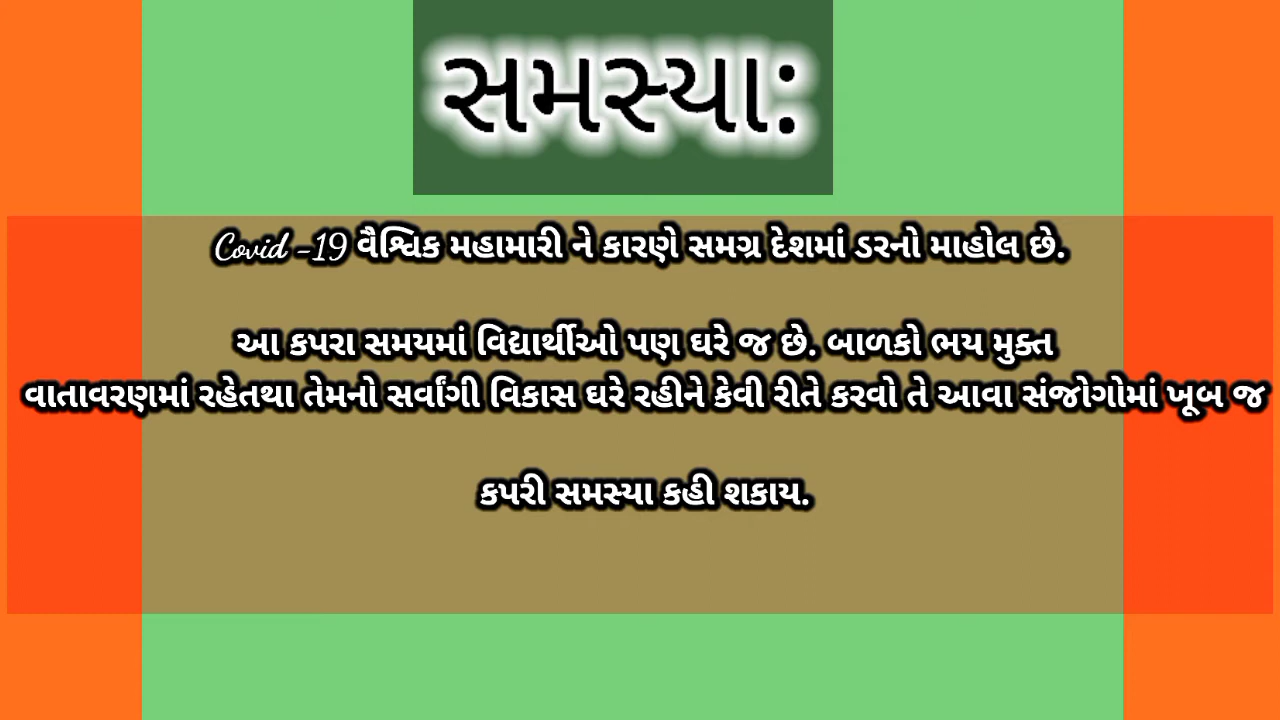 સમસ્યા:
Covid -19 વૈશ્વિક મહામારી ને કારણે સમગ્ર દેશમાં ડરનો માહોલ છે.
આ કપરા સમયમાં વિદ્યાર્થીઓ પણ ઘરે જ છે. બાળકો ભય મુક્ત
વાતાવરણમાં રહેતથા તેમનો સર્વાંગી વિકાસ ઘરે રહીને કેવી રીતે કરવો તે આવા સંજોગોમાં ખૂબ જ
કપરી સમસ્યા કહી શકાય.